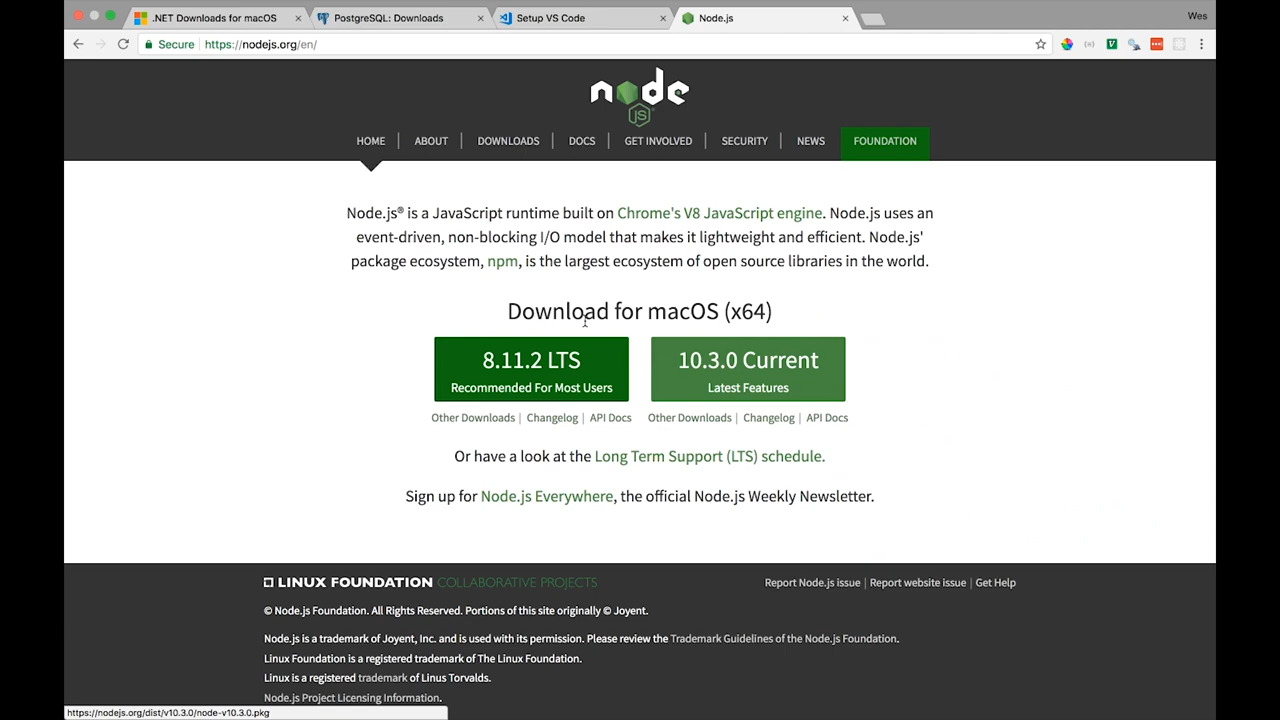 .NET Downloads for macOS
PostgreSQL: Downloads
Setup VS Code
Node.js
Wes
Secure
https://nodejs.org/en/
node
JS
HOME
ABOUT
DOWNLOADS
DOCS
GET INVOLVED
SECURITY
NEWS
FOUNDATION
Node.js® is a JavaScript runtime built on Chrome's V8 JavaScript engine. Node.js uses an
event-driven, non-blocking I/O model that makes it lightweight and efficient. Node.js'
package ecosystem, npm, is the largest ecosystem of open source libraries in the world.
Download for macOS (x64)
8.11.2 LTS
Recommended For Most Users
10.3.0 Current
Latest Features
Other Downloads | Changelog | API Docs
Other Downloads | Changelog | API Docs
Or have a look at the Long Term Support (LTS) schedule.
Sign up for Node.js Everywhere, the official Node.js Weekly Newsletter.
LINUX FOUNDATION COLLABORATIVE PROJECTS
Report Node.js issue | Report website issue | Get Help
© Node.js Foundation. All Rights Reserved. Portions of this site originally © Joyent.
Node.js is a trademark of Joyent, Inc. and is used with its permission. Please review the Trademark Guidelines of the Node.js Foundation.
Linux Foundation is a registered trademark of The Linux Foundation.
Linux is a registered trademark of Linus Torvalds.
Node.js Project Licensing Information.
https://nodejs.org/dist/v10.3.0/node-v10.3.0.pkg